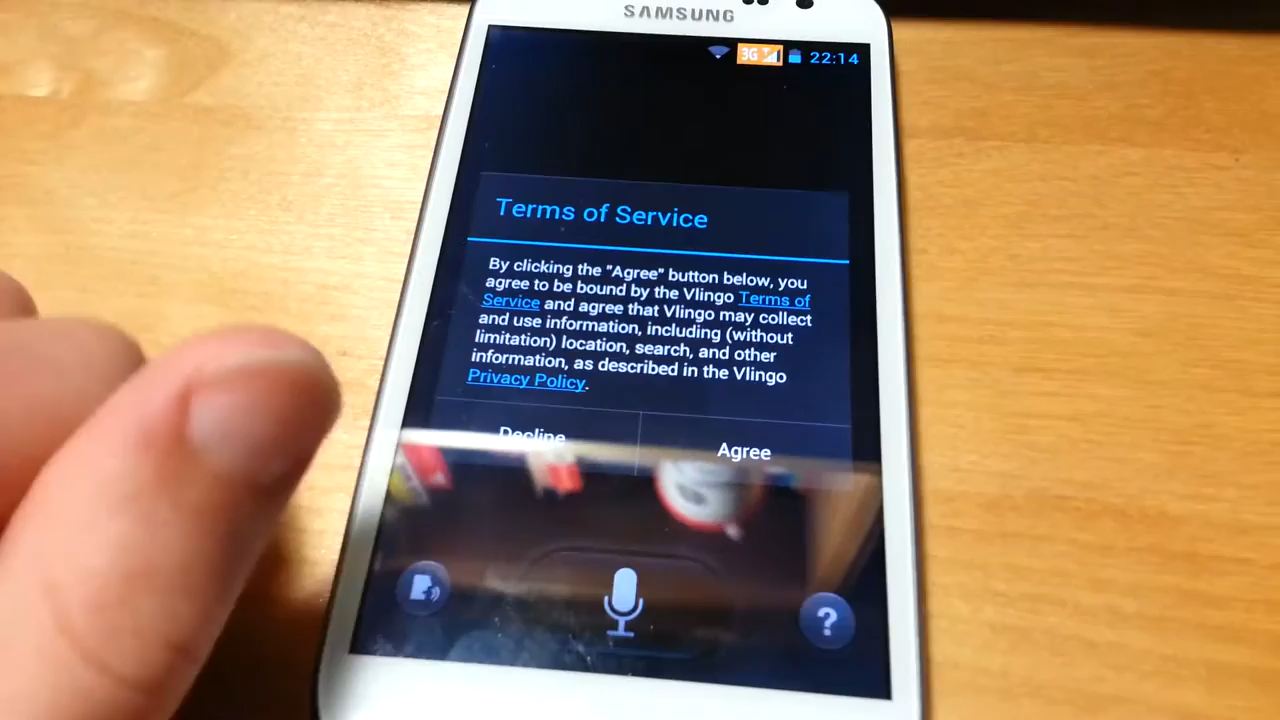 SAMSUNG
3G 22:14
Terms of Service
By clicking the "Agree" button below, you
agree to be bound by the Vlingo Terms of
Service and agree that Vlingo may collect
and use information, including (without
limitation) location, search, and other
information, as described in the Vlingo
Privacy Policy.
Decline Agree
?